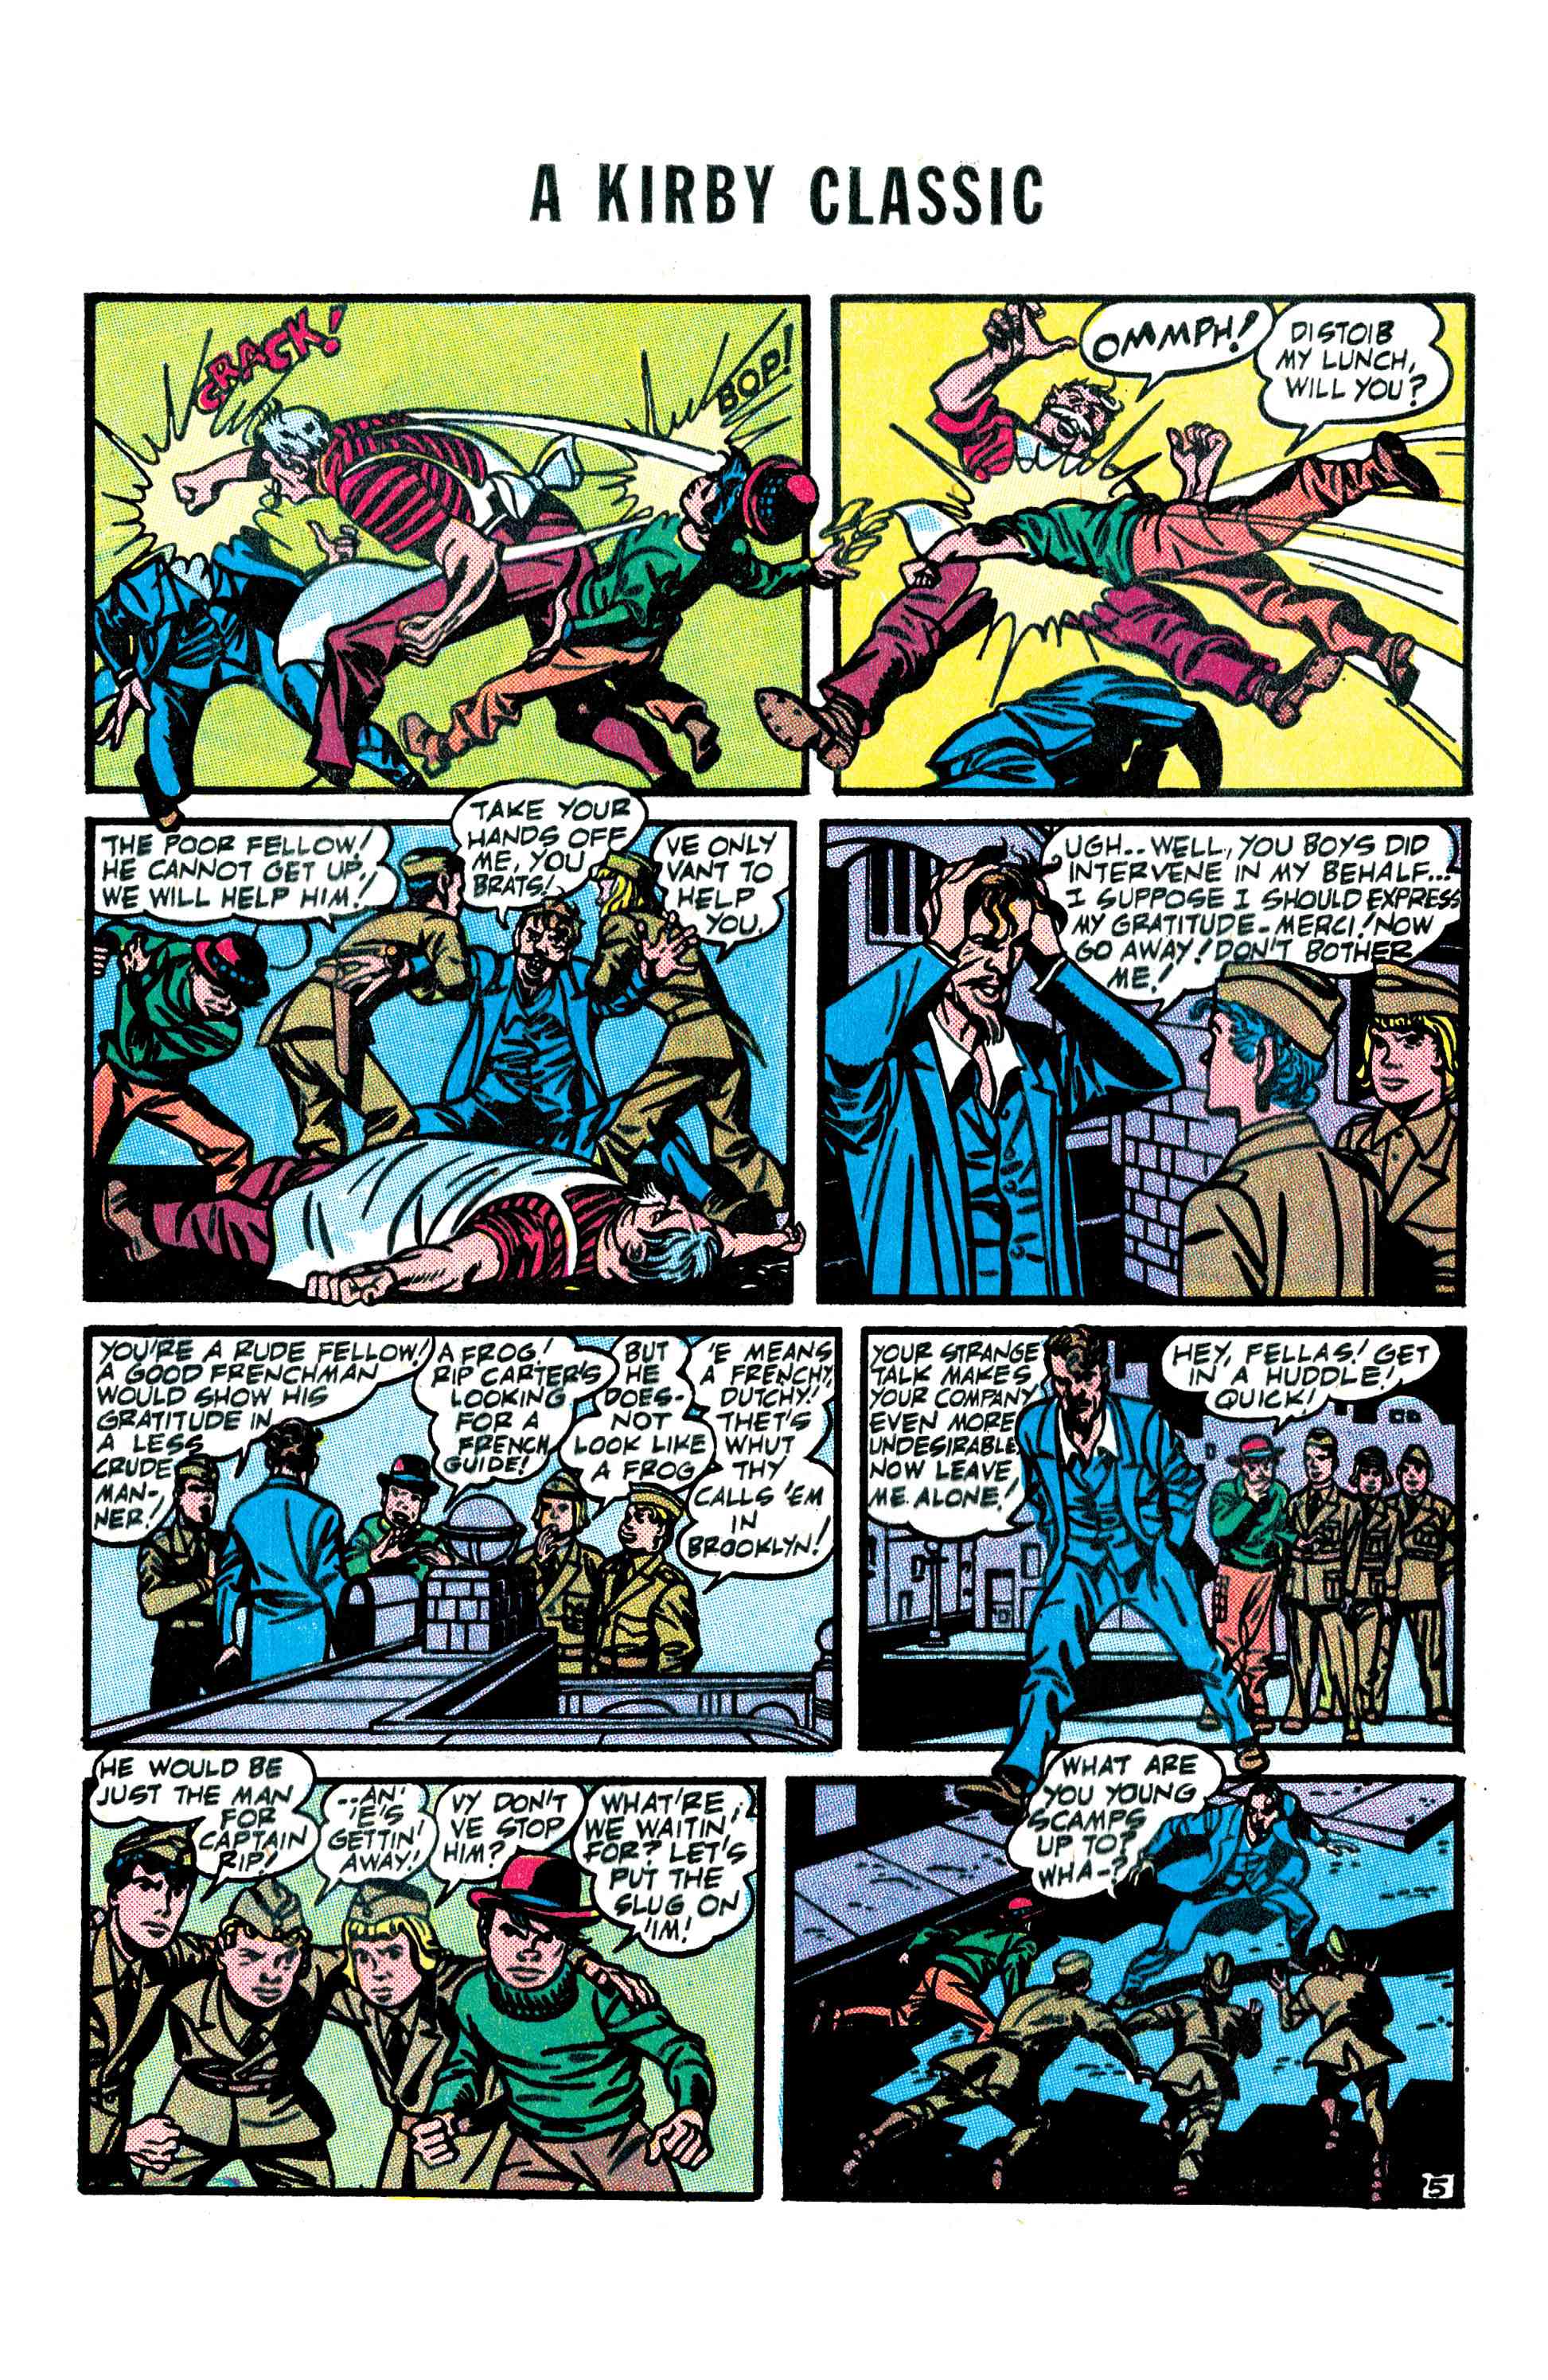 A KIRBY CLASSIC
CRACK!
BOP!
OMMPH!
DISTOIB
MY LUNCH,
WILL YOU?
THE POOR FELLOW!
HE CANNOT GET UP.
WE WILL HELP HIM!
TAKE YOUR
HANDS OFF
ME, YOU
BRATS!
VE ONLY
VANT TO
HELP
YOU.
UGH.. WELL, YOU BOYS DID
INTERVENE IN MY BEHALF...
I SUPPOSE I SHOULD EXPRESS
MY GRATITUDE-MERCI! NOW
GO AWAY! DON'T BOTHER
ME!
YOU'RE A RUDE FELLOW!
A GOOD FRENCHMAN
WOULD SHOW HIS
GRATITUDE IN
A LESS
CRUDE
MAN-
NER!
A FROG!
RIP CARTER'S
LOOKING
FOR A
FRENCH
GUIDE!
BUT
HE
DOES-
NOT
LOOK LIKE
A FROG
'E MEANS
A FRENCHY,
DUTCHY!
THET'S
WHUT
THY
CALLS 'EM
IN
BROOKLYN!
YOUR STRANGE
TALK MAKES
YOUR COMPANY
EVEN MORE
UNDESIRABLE.
NOW LEAVE
ME ALONE!
HEY, FELLAS! GET
IN A HUDDLE!
QUICK!
HE WOULD BE
JUST THE MAN
FOR
CAPTAIN
RIP!
..AN'
'E'S
GETTIN'
AWAY!
VY DON'T
VE STOP
HIM?
WHAT'RE
WE WAITIN'
FOR? LET'S
PUT THE
SLUG ON
'IM!
WHAT ARE
YOU YOUNG
SCAMPS
UP TO?
WHA-?
5